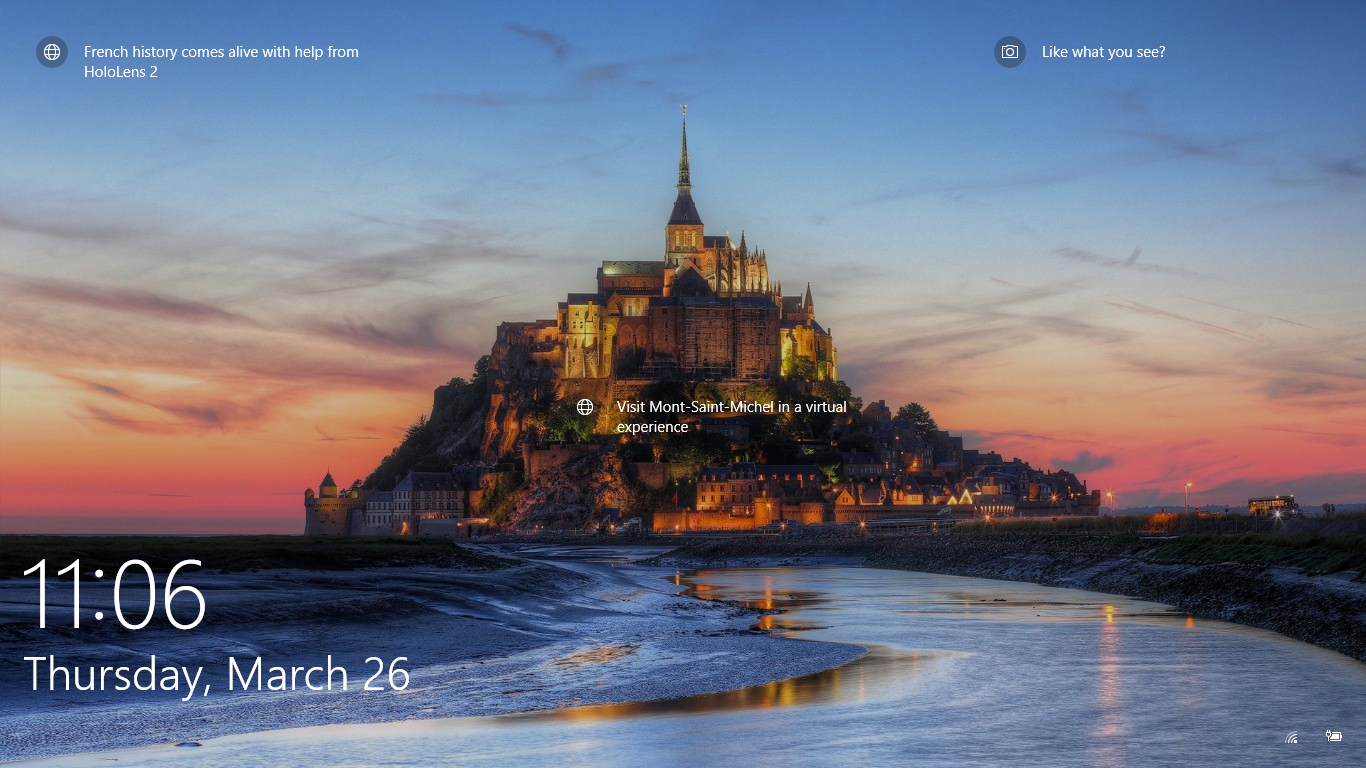 French history comes alive with help from
HoloLens 2
Like what you see?
Visit Mont-Saint-Michel in a virtual
experience
11:06
Thursday, March 26